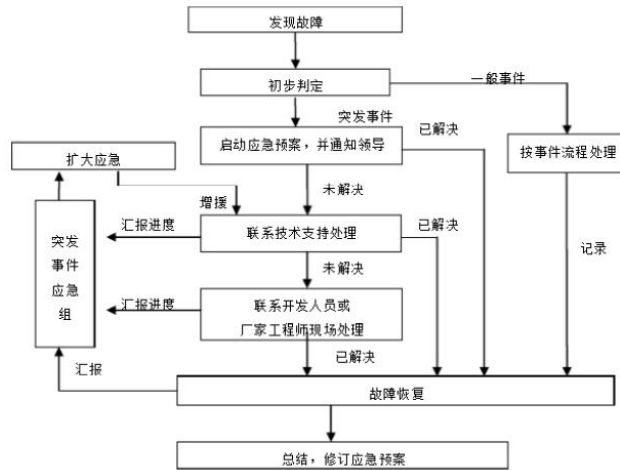 发现故障
初步判定
一般事件
突发事件
启动应急预案，并通知领导
已解决
按事件流程处理
扩大应急
未解决
增援
汇报进度
联系技术支持处理
已解决
记录
突发
事件
应急
组
未解决
汇报进度
联系开发人员或
厂家工程师现场处理
已解决
汇报
故障恢复
总结，修订应急预案